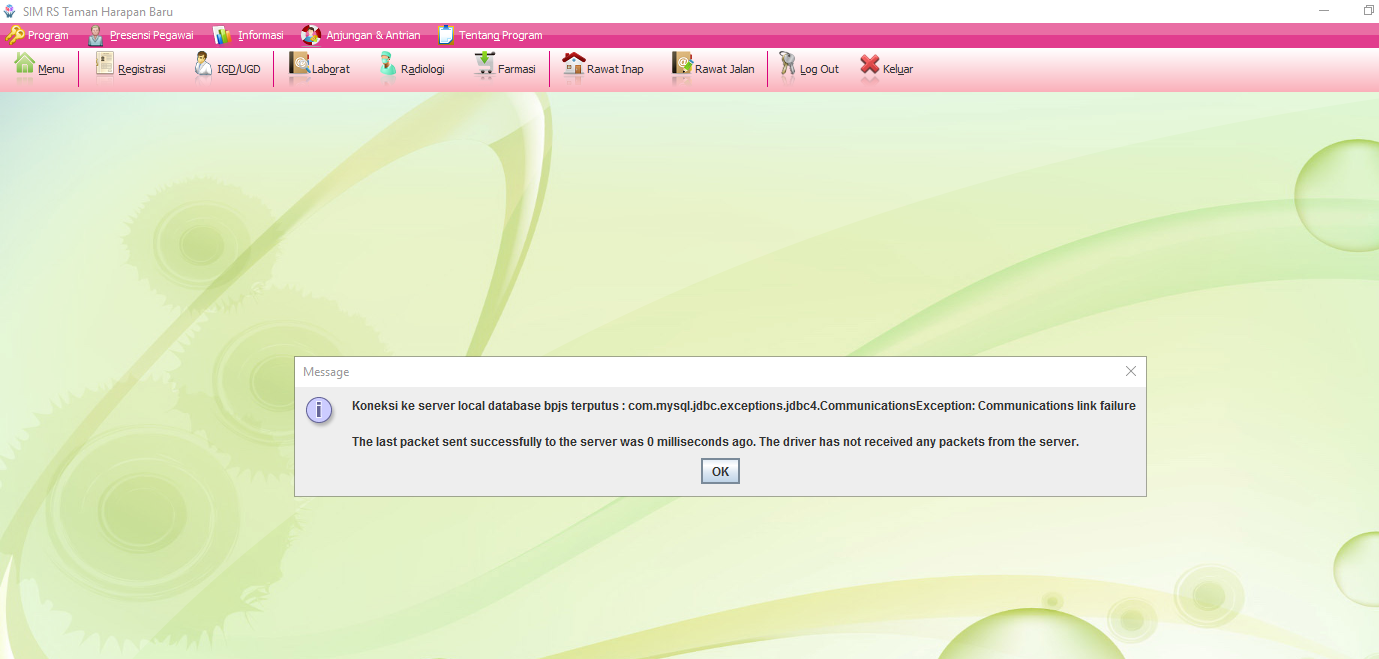 SIM RS Taman Harapan Baru
Program Presensi Pegawai Informasi Anjungan & Antrian Tentang Program
Menu Registrasi IGD/UGD Laborat Radiologi Farmasi Rawat Inap Rawat Jalan Log Out Keluar
Message
Koneksi ke server local database bpjs terputus : com.mysql.jdbc.exceptions.jdbc4.CommunicationsException: Communications link failure
The last packet sent successfully to the server was 0 milliseconds ago. The driver has not received any packets from the server.
OK